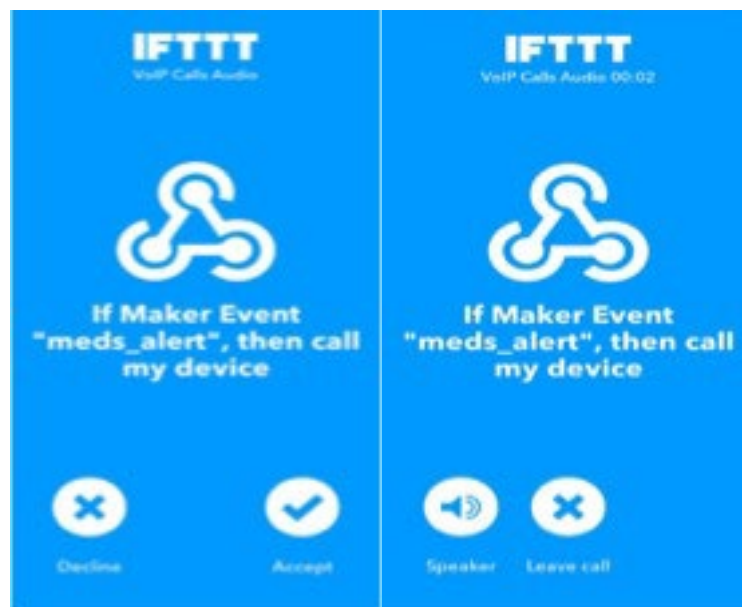 IFTTT
VoIP Calls Audio
If Maker Event
"meds_alert", then call
my device
Decline
Accept
IFTTT
VoIP Calls Audio 00:02
If Maker Event
"meds_alert", then call
my device
Speaker
Leave call